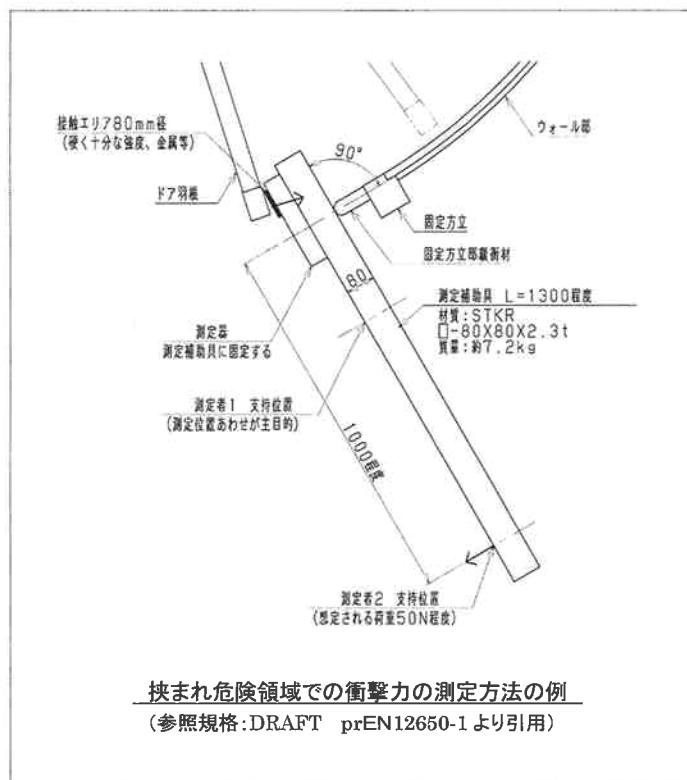 接触エリア80mm径
(硬く十分な強度、金属等)
ドア羽根
90°
ウォール部
固定方立
固定方立部緩衝材
80
測定補助具 L=1300程度
材質:STKR
□-80X80X2.3t
質量:約7.2kg
測定器
測定補助具に固定する
測定者1 支持位置
(測定位置あわせが主目的)
1000程度
測定者2 支持位置
(想定される荷重50N程度)
挟まれ危険領域での衝撃力の測定方法の例
(参照規格:DRAFT prEN12650-1より引用)